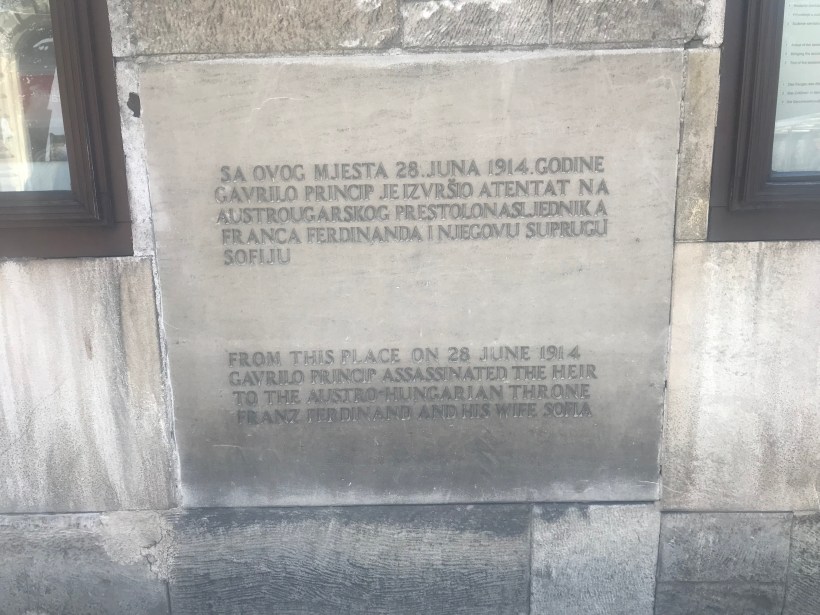 SA OVOG MJESTA 28. JUNA 1914. GODINE
GAVRILO PRINCIP JE IZVRŠIO ATENTAT NA
AUSTROUGARSKOG PRESTOLONASLJEDNIKA
FRANCA FERDINANDA I NJEGOVU SUPRUGU
SOFIJU
FROM THIS PLACE ON 28 JUNE 1914
GAVRILO PRINCIP ASSASSINATED THE HEIR
TO THE AUSTRO-HUNGARIAN THRONE
FRANZ FERDINAND AND HIS WIFE SOFIA